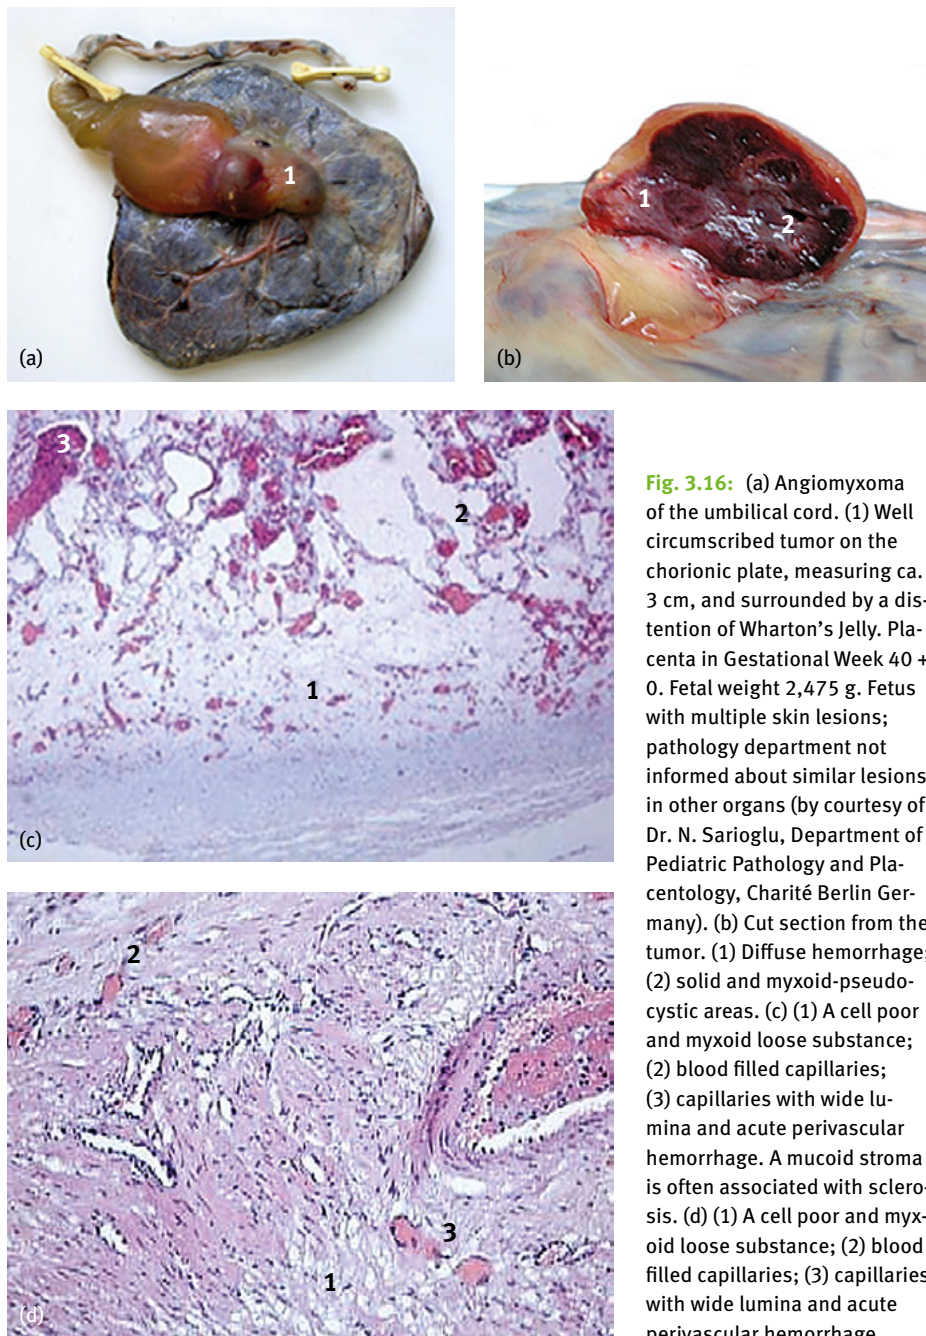 1
(a)
1
2
(b)
3
2
1
(c)
2
3
1
(d)
Fig. 3.16: (a) Angiomyxoma
of the umbilical cord. (1) Well
circumscribed tumor on the
chorionic plate, measuring ca.
3 cm, and surrounded by a dis-
tention of Wharton’s Jelly. Pla-
centa in Gestational Week 40 +
0. Fetal weight 2,475 g. Fetus
with multiple skin lesions;
pathology department not
informed about similar lesions
in other organs (by courtesy of
Dr. N. Sarioglu, Department of
Pediatric Pathology and Pla-
centology, Charité Berlin Ger-
many). (b) Cut section from the
tumor. (1) Diffuse hemorrhage;
(2) solid and myxoid-pseudo-
cystic areas. (c) (1) A cell poor
and myxoid loose substance;
(2) blood filled capillaries;
(3) capillaries with wide lu-
mina and acute perivascular
hemorrhage. A mucoid stroma
is often associated with sclero-
sis. (d) (1) A cell poor and myx-
oid loose substance; (2) blood
filled capillaries; (3) capillaries
with wide lumina and acute
perivascular hemorrhage